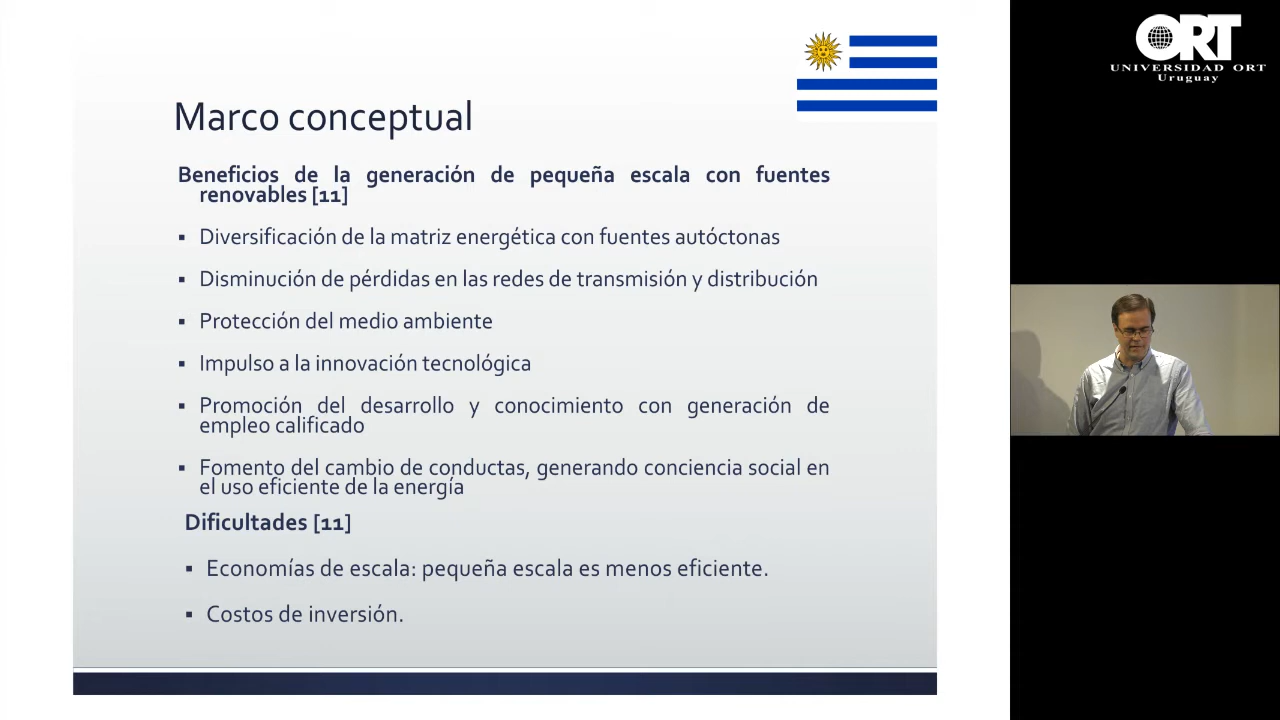 Marco conceptual
Beneficios de la generación de pequeña escala con fuentes
renovables [11]
▪ Diversificación de la matriz energética con fuentes autóctonas
▪ Disminución de pérdidas en las redes de transmisión y distribución
▪ Protección del medio ambiente
▪ Impulso a la innovación tecnológica
▪ Promoción del desarrollo y conocimiento con generación de
empleo calificado
▪ Fomento del cambio de conductas, generando conciencia social en
el uso eficiente de la energía
Dificultades [11]
▪ Economías de escala: pequeña escala es menos eficiente.
▪ Costos de inversión.
ORT
UNIVERSIDAD ORT
Uruguay